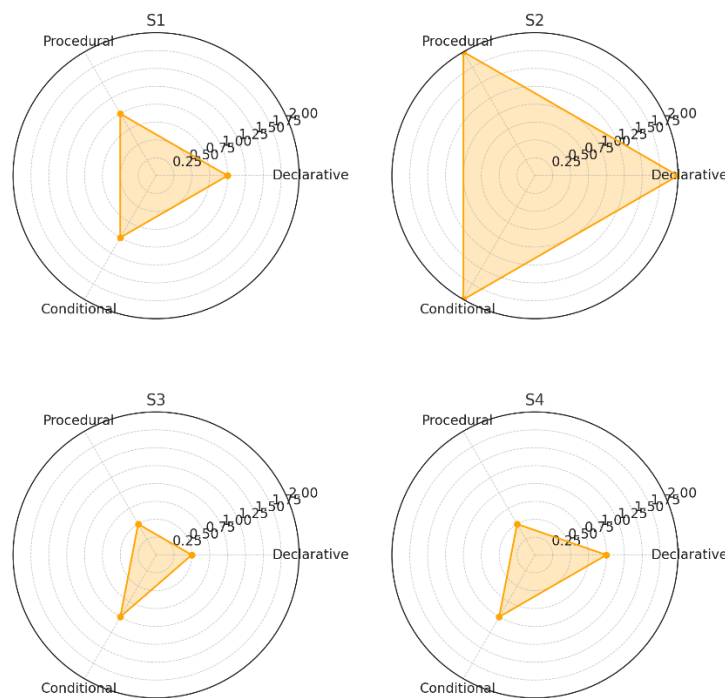 S1
Procedural
0.25
0.50
0.75
1.00
1.25
1.50
1.75
2.00
Declarative
Conditional
S2
Procedural
0.25
0.50
0.75
1.00
1.25
1.50
1.75
2.00
Declarative
Conditional
S3
Procedural
0.25
0.50
0.75
1.00
1.25
1.50
1.75
2.00
Declarative
Conditional
S4
Procedural
0.25
0.50
0.75
1.00
1.25
1.50
1.75
2.00
Declarative
Conditional